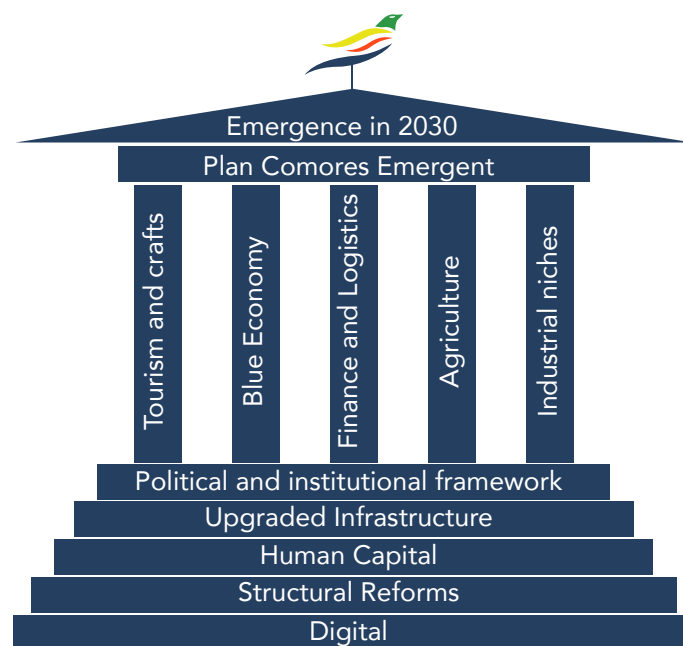 Emergence in 2030
Plan Comores Emergent
Tourism and crafts
Blue Economy
Finance and Logistics
Agriculture
Industrial niches
Political and institutional framework
Upgraded Infrastructure
Human Capital
Structural Reforms
Digital